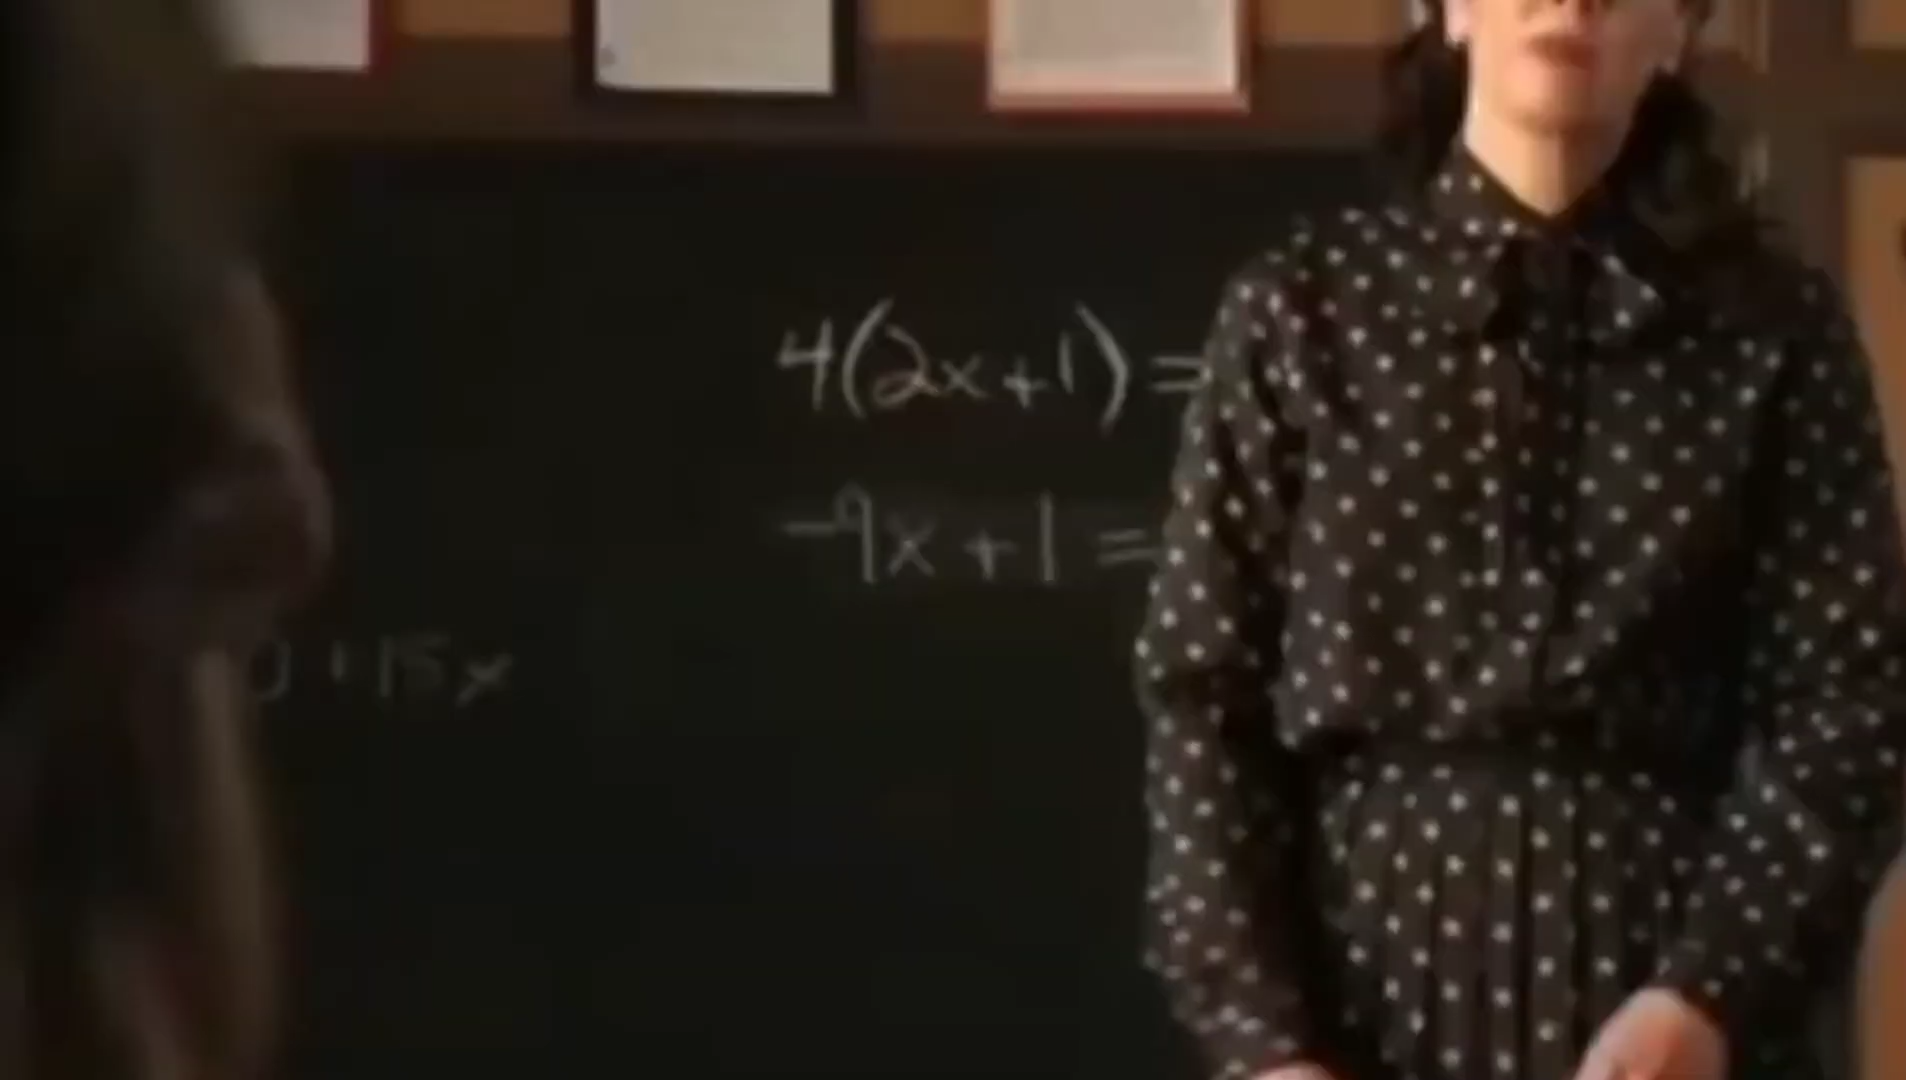 4(2x+1)=
-9x+1=
+15x